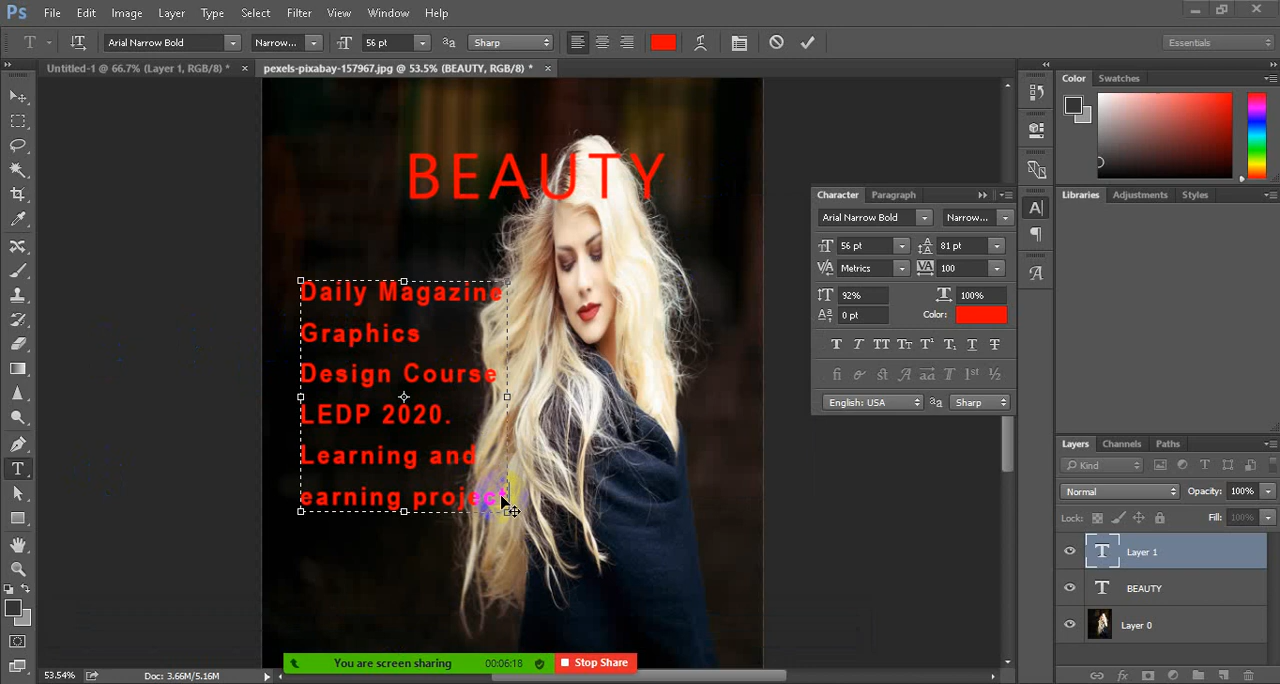 Ps File Edit Image Layer Type Select Filter View Window Help
T Arial Narrow Bold Narrow... 56 pt Sharp Essentials
Untitled-1 @ 66.7% (Layer 1, RGB/8) * × pexels-pixabay-157967.jpg @ 53.5% (BEAUTY, RGB/8) * ×
Color Swatches
BEAUTY
Character Paragraph
Libraries Adjustments Styles
Arial Narrow Bold Narrow...
56 pt 81 pt
Metrics 100
92% 100%
0 pt Color:
English: USA Sharp
Daily Magazine
Graphics
Design Course
LEDP 2020.
Learning and
earning project
Layers Channels Paths
Kind
Normal Opacity: 100%
Lock: Fill: 100%
Layer 1
BEAUTY
Layer 0
You are screen sharing 00:06:18 Stop Share
53.54% Doc: 3.66M/5.16M